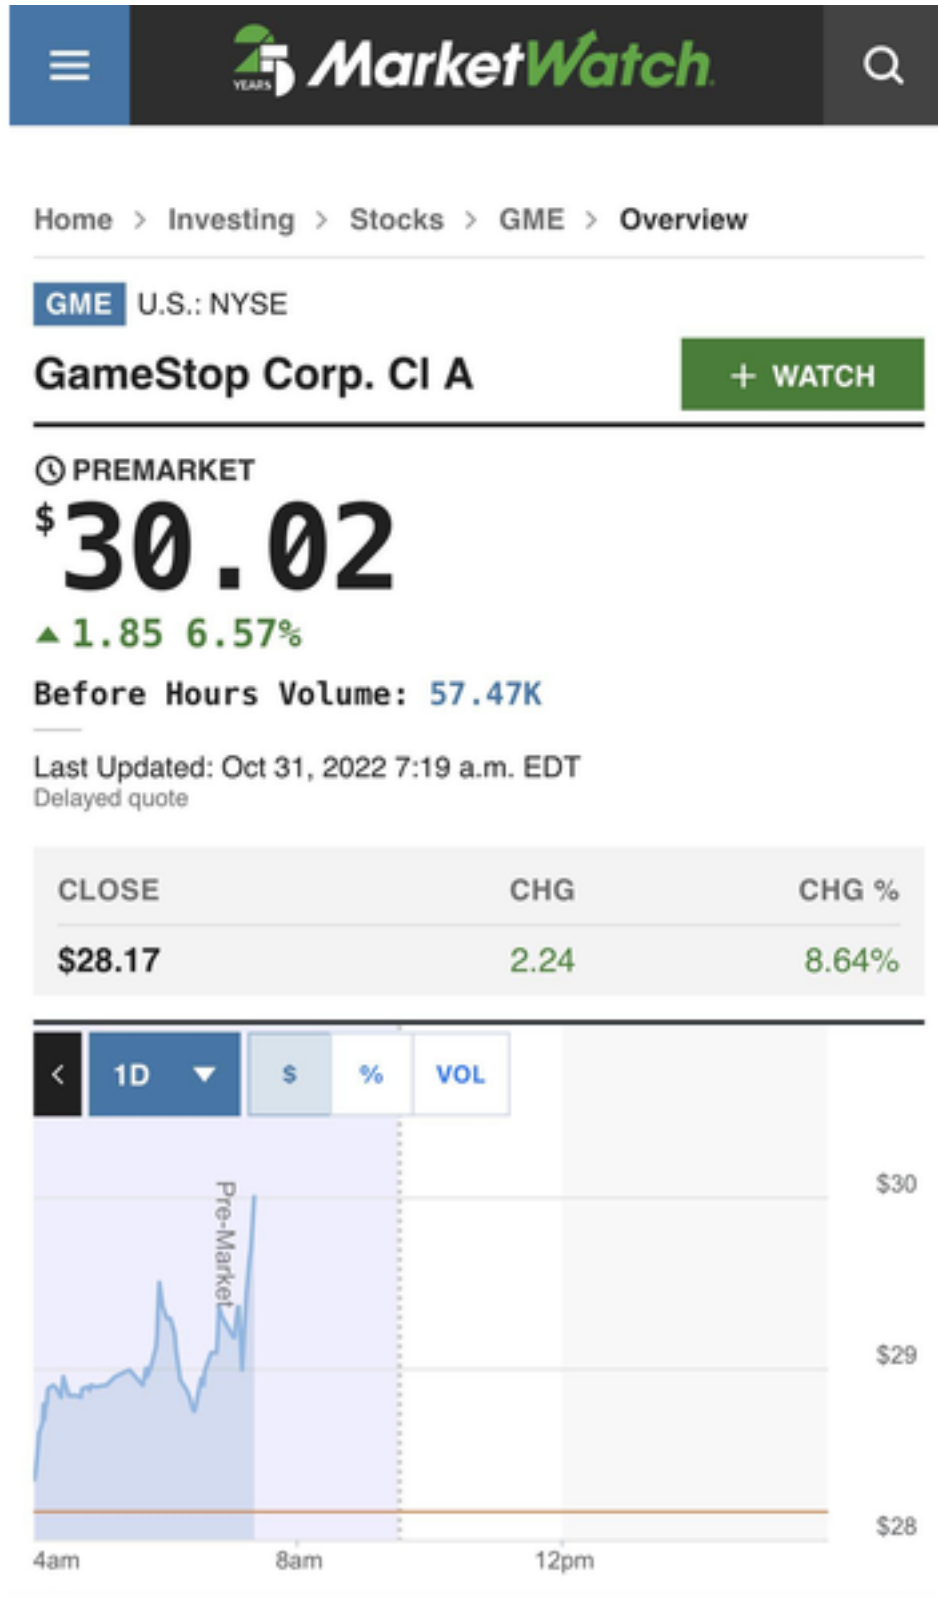 25 YEARS MarketWatch
Home > Investing > Stocks > GME > Overview
GME U.S.: NYSE
GameStop Corp. Cl A
+ WATCH
PREMARKET
$30.02
▲ 1.85 6.57%
Before Hours Volume: 57.47K
Last Updated: Oct 31, 2022 7:19 a.m. EDT
Delayed quote
CLOSE CHG CHG %
$28.17 2.24 8.64%
< 1D ▼ $ % VOL
Pre-Market
$30
$29
$28
4am 8am 12pm